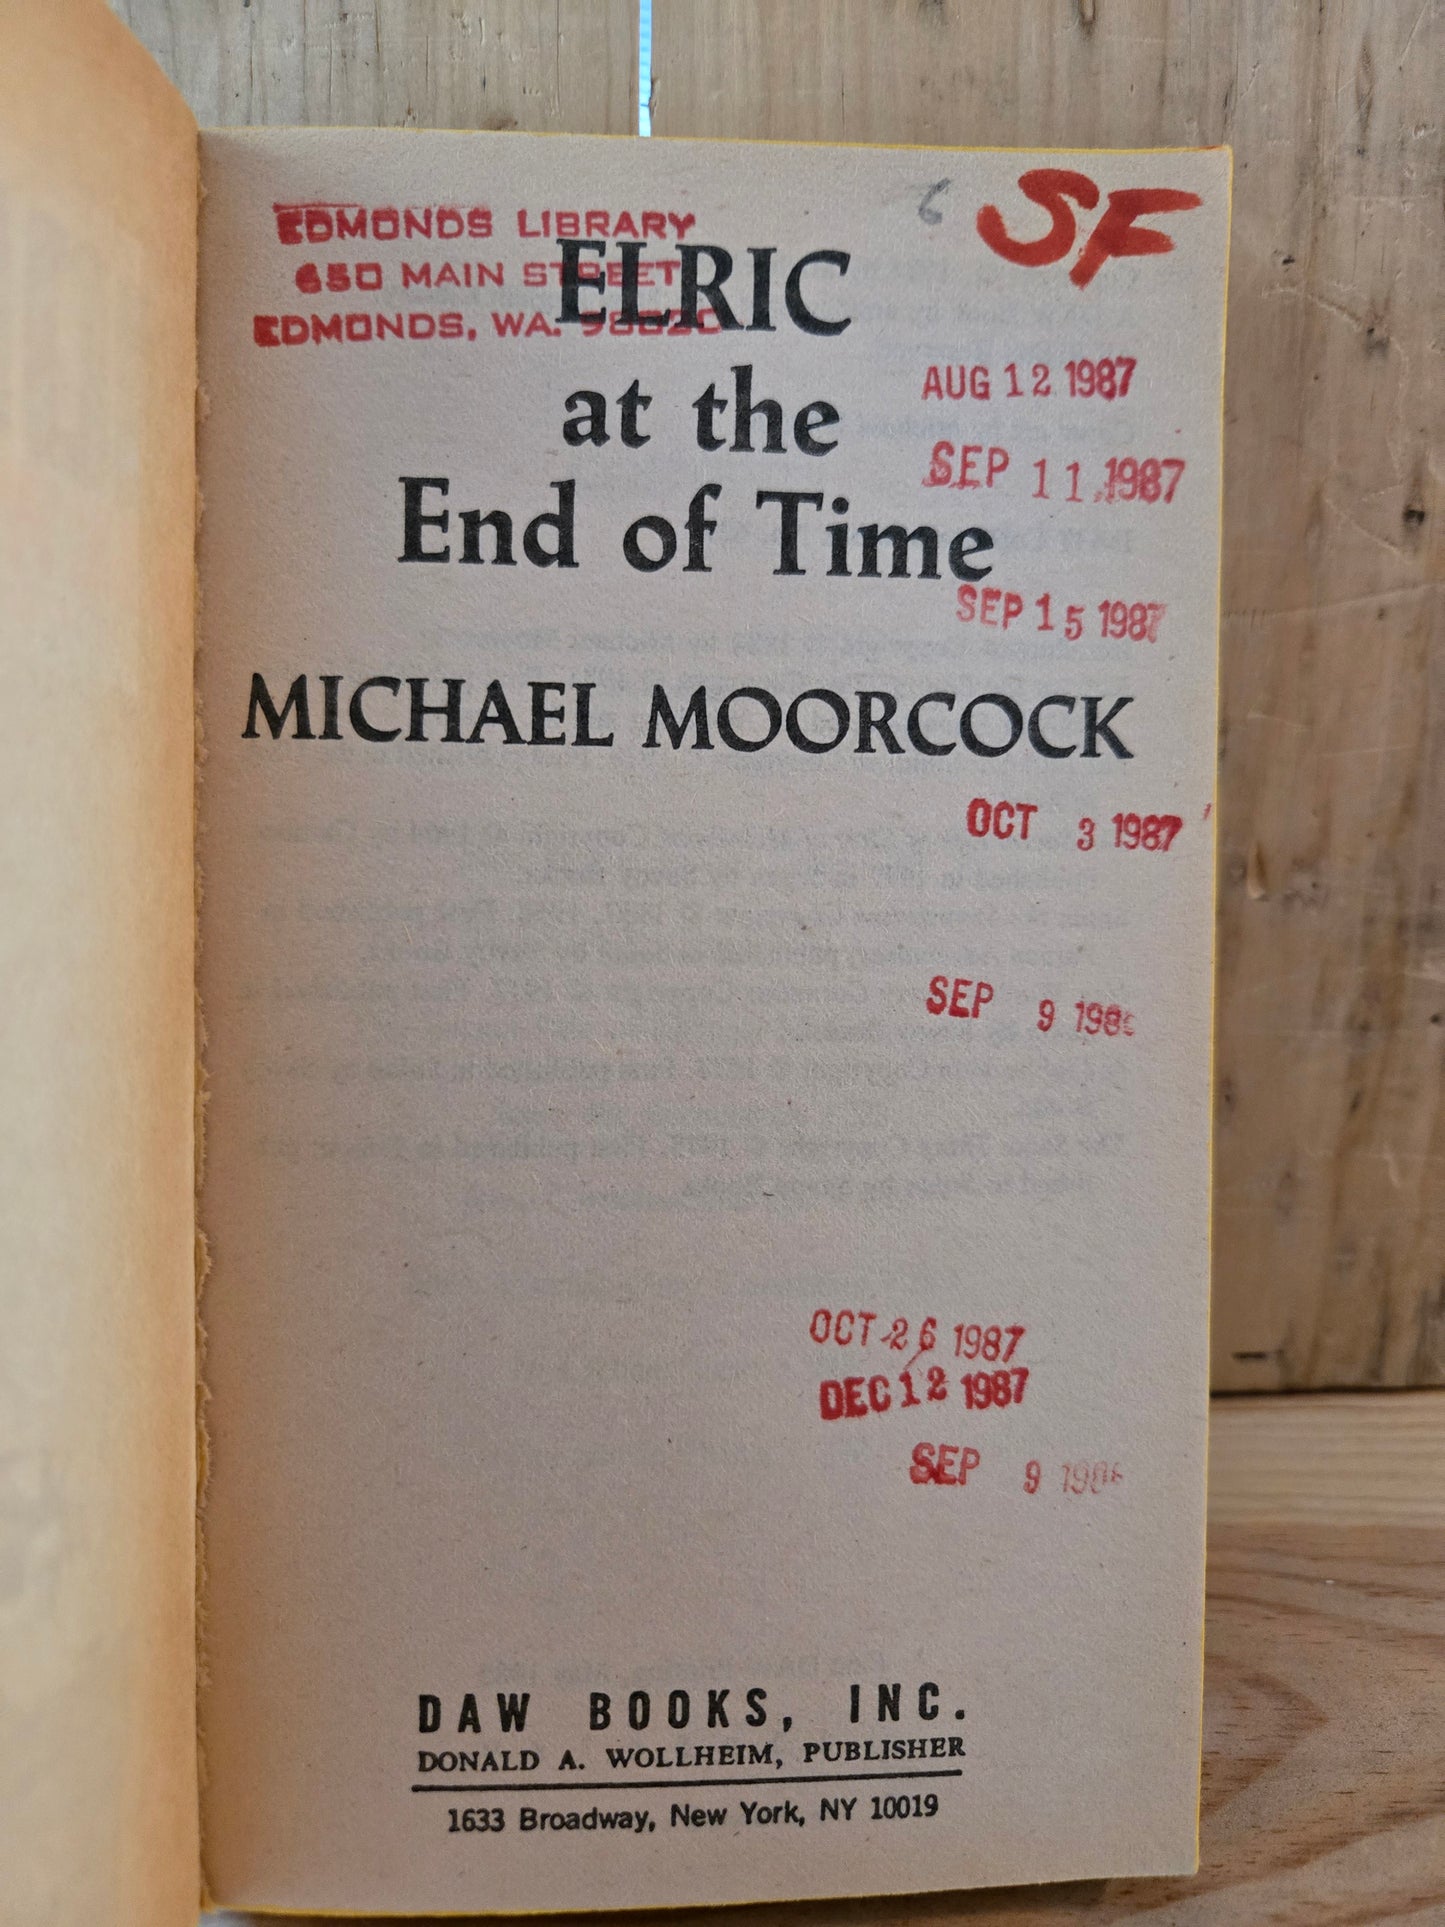 6 SF
EDMONDS LIBRARY
650 MAIN STREET
EDMONDS, WA. 98020
ELRIC
at the
End of Time
AUG 12 1987
SEP 11 1987
SEP 15 1987
MICHAEL MOORCOCK
OCT 3 1987
SEP 9
OCT 26 1987
DEC 12 1987
SEP 9
DAW BOOKS, INC.
DONALD A. WOLLHEIM, PUBLISHER
1633 Broadway, New York, NY 10019